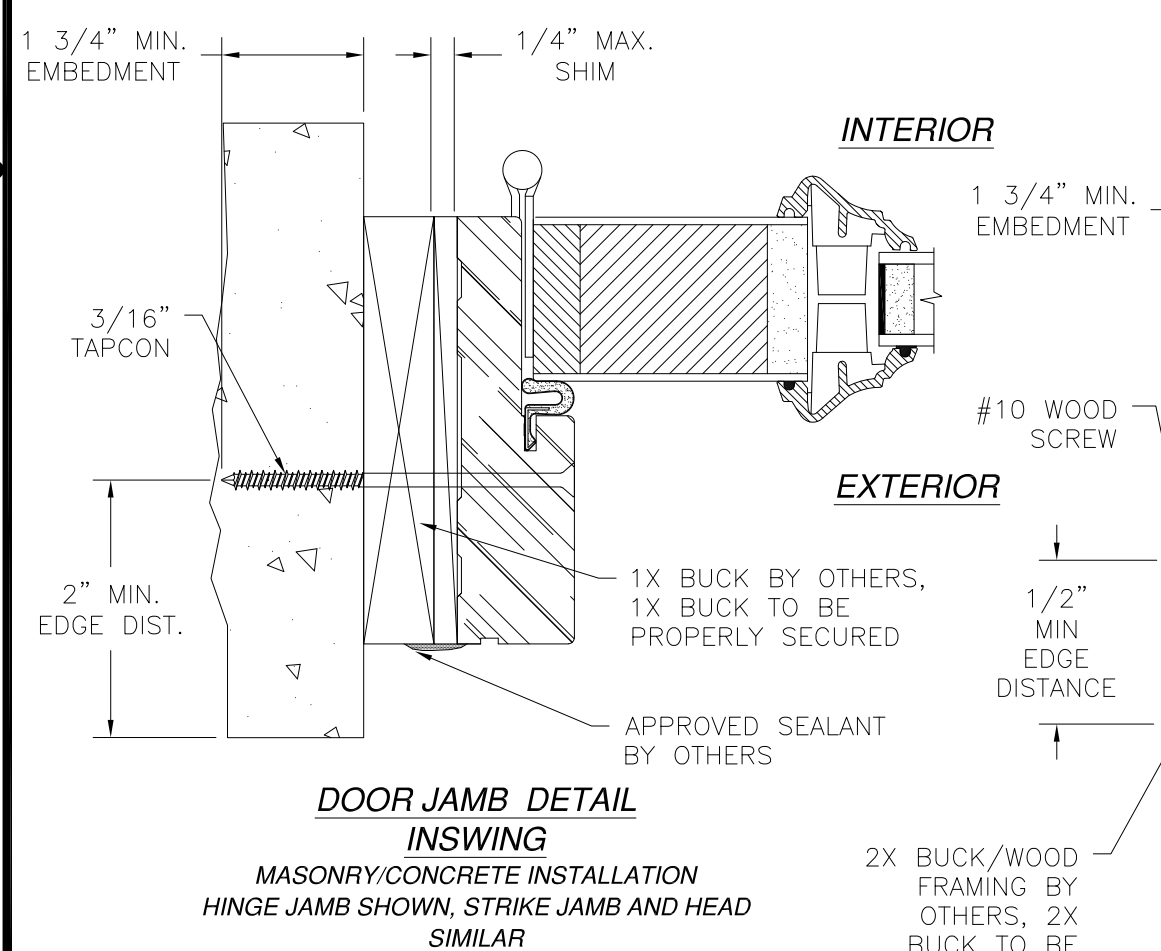 1 3/4” MIN.
EMBEDMENT
1/4” MAX.
SHIM
INTERIOR
1 3/4” MIN.
EMBEDMENT
3/16”
TAPCON
#10 WOOD
SCREW
EXTERIOR
2” MIN.
EDGE DIST.
1X BUCK BY OTHERS,
1X BUCK TO BE
PROPERLY SECURED
1/2”
MIN
EDGE
DISTANCE
APPROVED SEALANT
BY OTHERS
DOOR JAMB DETAIL
INSWING
MASONRY/CONCRETE INSTALLATION
HINGE JAMB SHOWN, STRIKE JAMB AND HEAD
SIMILAR
2X BUCK/WOOD
FRAMING BY
OTHERS, 2X
BUCK TO BE